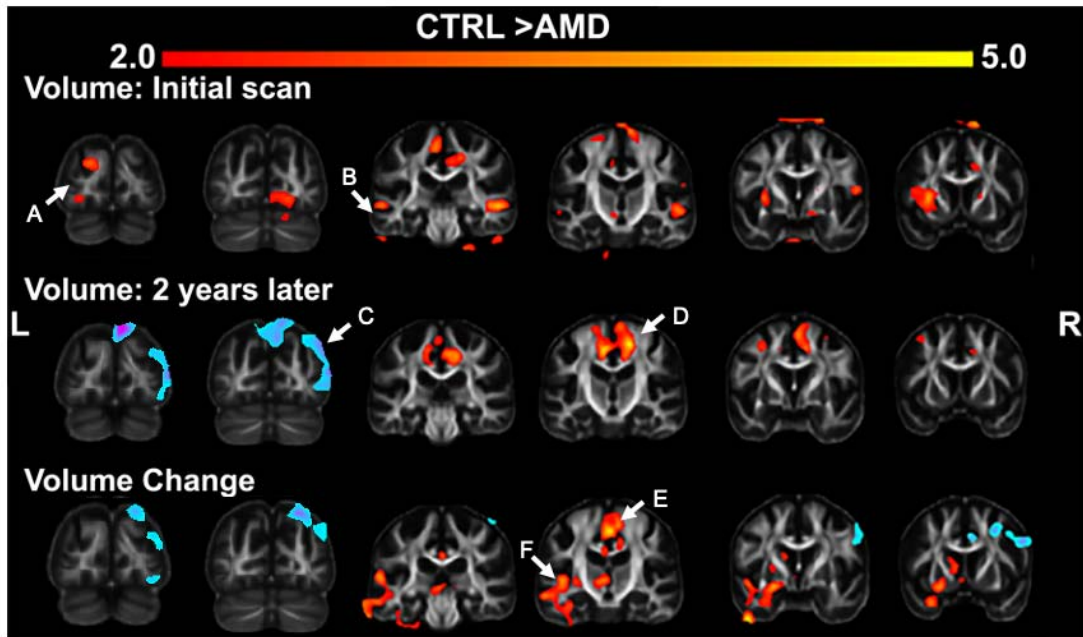 CTRL >AMD
2.0 5.0
Volume: Initial scan
A
B
Volume: 2 years later
L
C
D
R
Volume Change
E
F